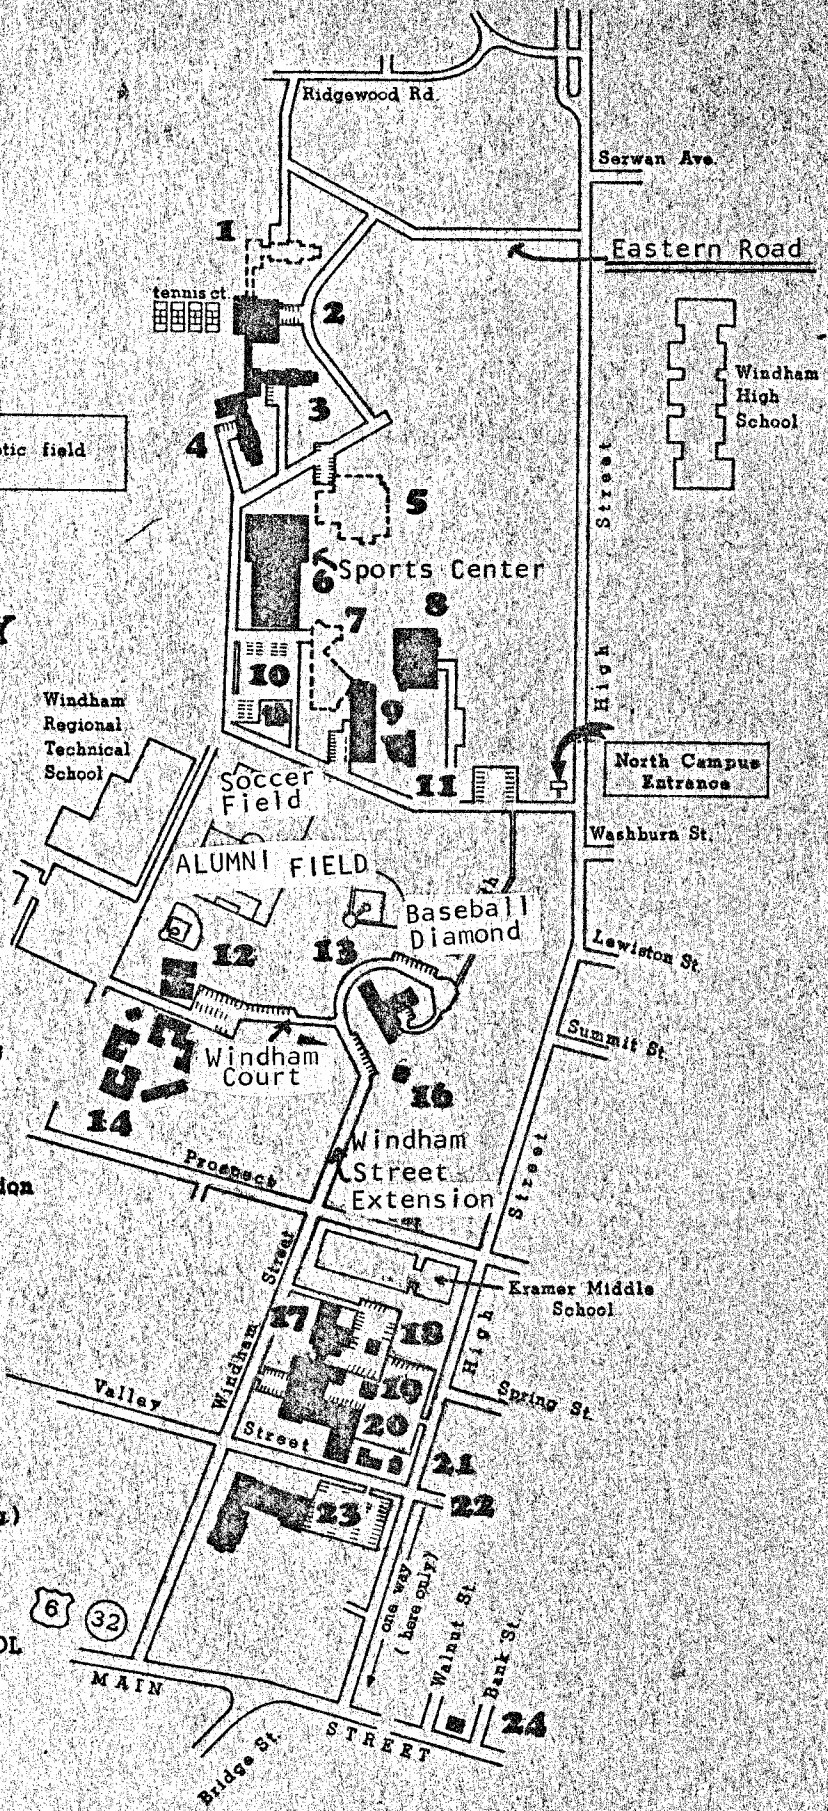 Ridgewood Rd.
Serwan Ave.
1
Eastern Road
tennis ct.
2
Windham
High
School
3
4
tic field
5
Street
6
Sports Center
7
8
Y
High
10
9
Windham
Regional
Technical
School
North Campus
Entrance
Soccer
Field
11
Washburn St.
ALUMNI FIELD
Baseball
Diamond
12
13
Lewiston St.
Summit St.
Windham
Court
16
14
Windham
Street
Extension
Prospect
Street
ion
Street
Kramer Middle
School
17
18
High
Windham
19
Spring St.
Valley
20
Street
21
22
23
.)
one way
(here only)
6
32
Walnut St.
Bank St.
OL
MAIN
24
STREET
Bridge St.